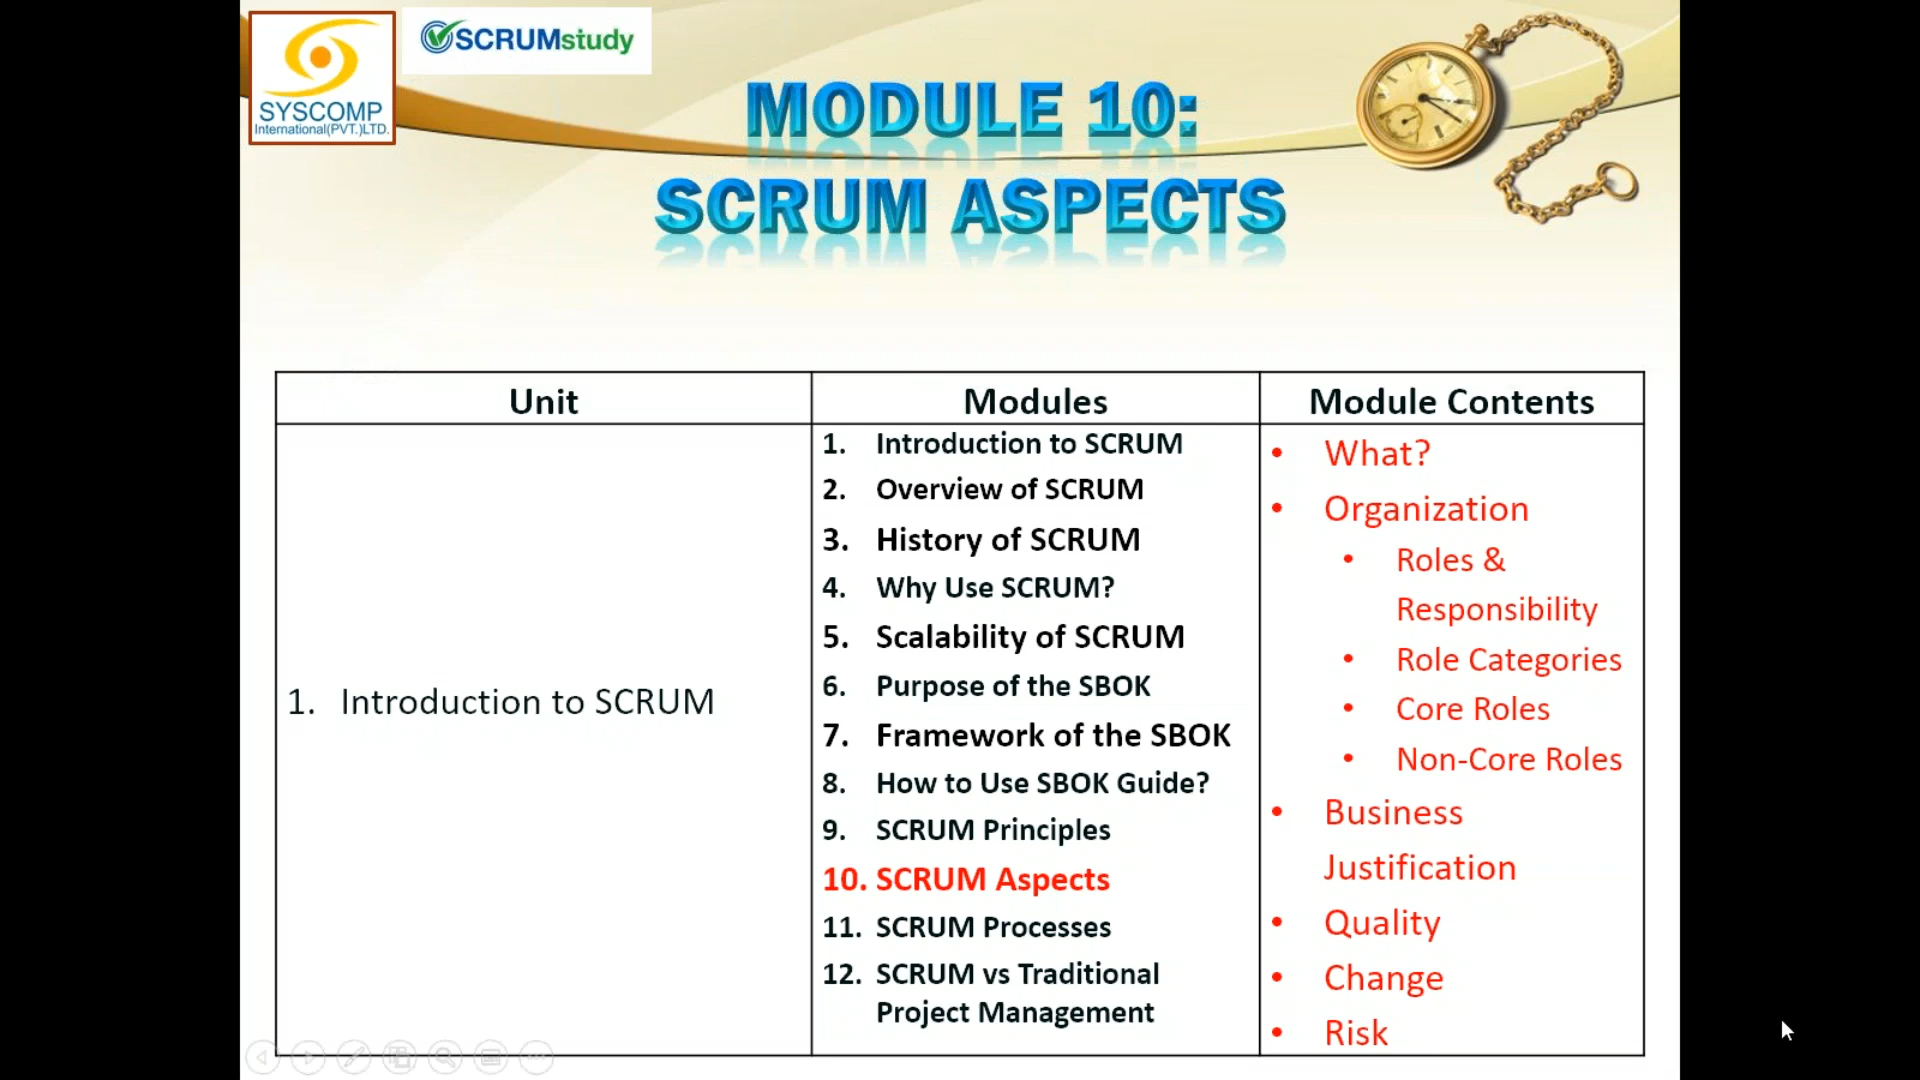 SYSCOMP
International(PVT.)LTD.
SCRUMstudy
MODULE 10:
SCRUM ASPECTS
Unit
Modules
Module Contents
1. Introduction to SCRUM
1. Introduction to SCRUM
2. Overview of SCRUM
3. History of SCRUM
4. Why Use SCRUM?
5. Scalability of SCRUM
6. Purpose of the SBOK
7. Framework of the SBOK
8. How to Use SBOK Guide?
9. SCRUM Principles
10. SCRUM Aspects
11. SCRUM Processes
12. SCRUM vs Traditional
Project Management
• What?
• Organization
• Roles &
Responsibility
• Role Categories
• Core Roles
• Non-Core Roles
• Business
Justification
• Quality
• Change
• Risk